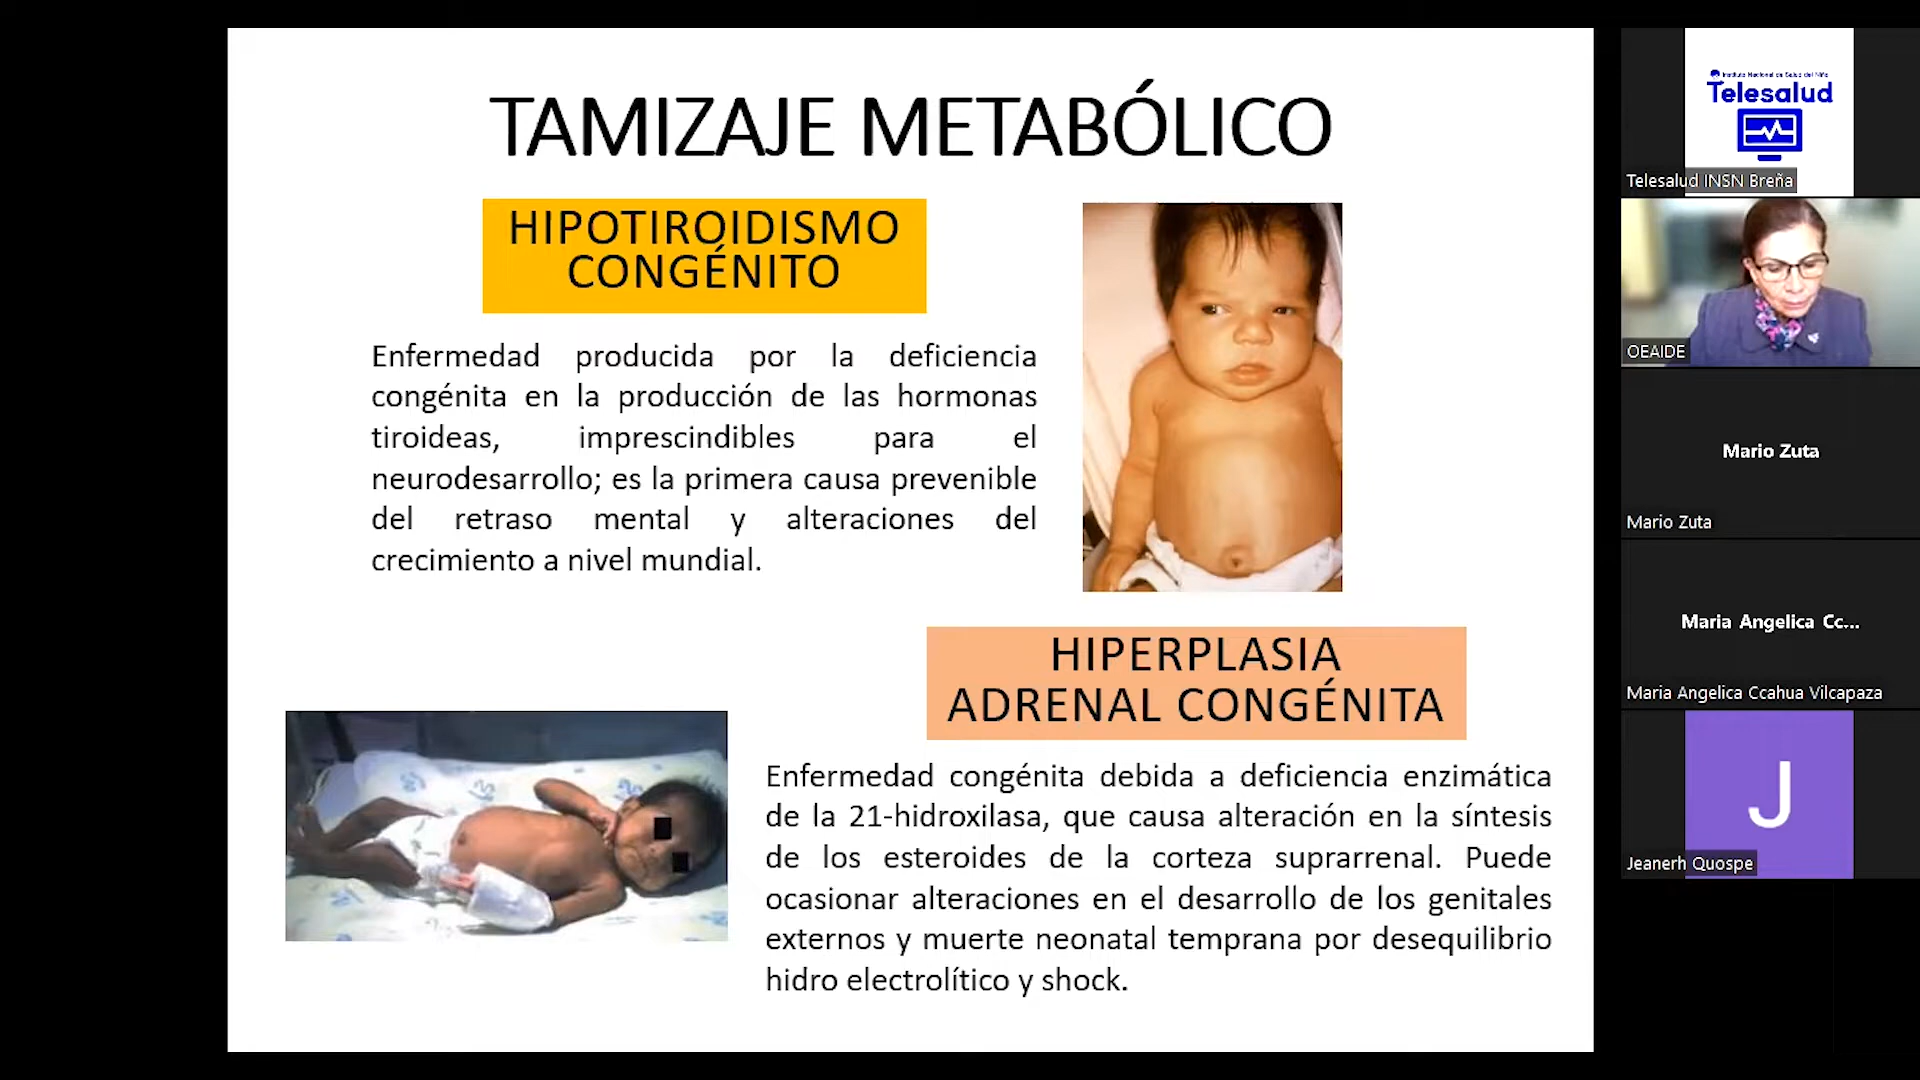 TAMIZAJE METABÓLICO
HIPOTIROIDISMO
CONGÉNITO
Enfermedad producida por la deficiencia
congénita en la producción de las hormonas
tiroideas, imprescindibles para el
neurodesarrollo; es la primera causa prevenible
del retraso mental y alteraciones del
crecimiento a nivel mundial.
HIPERPLASIA
ADRENAL CONGÉNITA
Enfermedad congénita debida a deficiencia enzimática
de la 21-hidroxilasa, que causa alteración en la síntesis
de los esteroides de la corteza suprarrenal. Puede
ocasionar alteraciones en el desarrollo de los genitales
externos y muerte neonatal temprana por desequilibrio
hidro electrolítico y shock.
Instituto Nacional de Salud del Niño
Telesalud
Telesalud INSN Breña
OEAIDE
Mario Zuta
Mario Zuta
Maria Angelica Cc...
Maria Angelica Ccahua Vilcapaza
J
Jeanerh Quospe